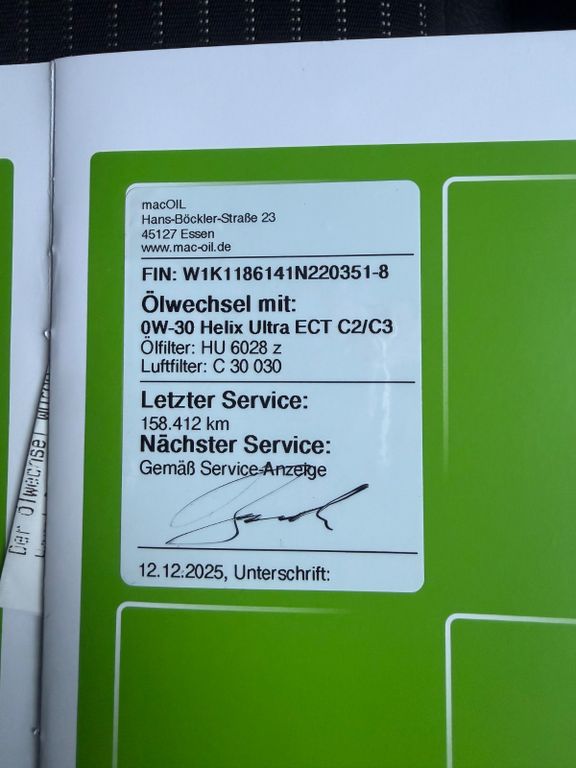 macOIL
Hans-Böckler-Straße 23
45127 Essen
www.mac-oil.de
FIN: W1K1186141N220351-8
Ölwechsel mit:
0W-30 Helix Ultra ECT C2/C3
Ölfilter: HU 6028 z
Luftfilter: C 30 030
Letzter Service:
158.412 km
Nächster Service:
Gemäß Service-Anzeige
12.12.2025, Unterschrift:
Der Ölwechsel